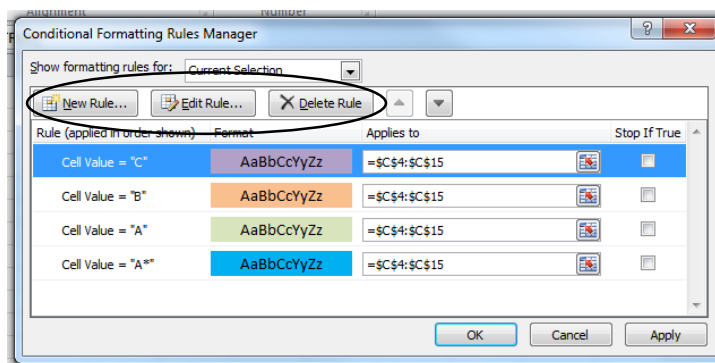 Alignment Number
Conditional Formatting Rules Manager
Show formatting rules for: Current Selection
New Rule... Edit Rule... Delete Rule
Rule (applied in order shown) Format Applies to Stop If True
Cell Value = "C" AaBbCcYyZz =$C$4:$C$15
Cell Value = "B" AaBbCcYyZz =$C$4:$C$15
Cell Value = "A" AaBbCcYyZz =$C$4:$C$15
Cell Value = "A*" AaBbCcYyZz =$C$4:$C$15
OK Cancel Apply